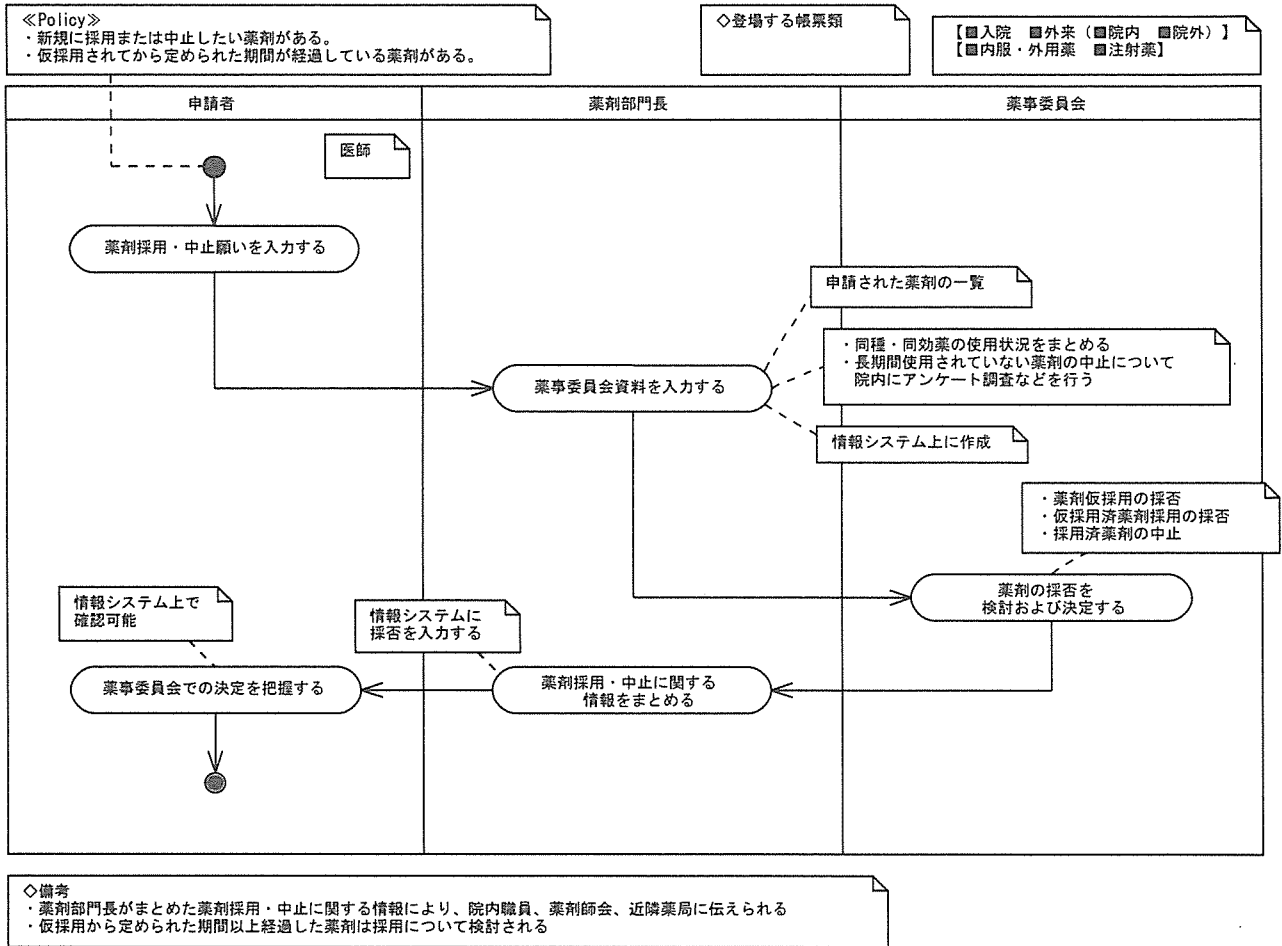 ≪Policy≫
・新規に採用または中止したい薬剤がある。
・仮採用されてから定められた期間が経過している薬剤がある。
◇登場する帳票類
【■入院　■外来（■院内　■院外）】
【■内服・外用薬　■注射薬】
申請者
薬剤部門長
薬事委員会
医師
薬剤採用・中止願いを入力する
申請された薬剤の一覧
・同種・同効薬の使用状況をまとめる
・長期間使用されていない薬剤の中止について
院内にアンケート調査などを行う
薬事委員会資料を入力する
情報システム上に作成
・薬剤仮採用の採否
・仮採用済薬剤採用の採否
・採用済薬剤の中止
薬剤の採否を
検討および決定する
情報システム上で
確認可能
情報システムに
採否を入力する
薬事委員会での決定を把握する
薬剤採用・中止に関する
情報をまとめる
◇備考
・薬剤部門長がまとめた薬剤採用・中止に関する情報により、院内職員、薬剤師会、近隣薬局に伝えられる
・仮採用から定められた期間以上経過した薬剤は採用について検討される